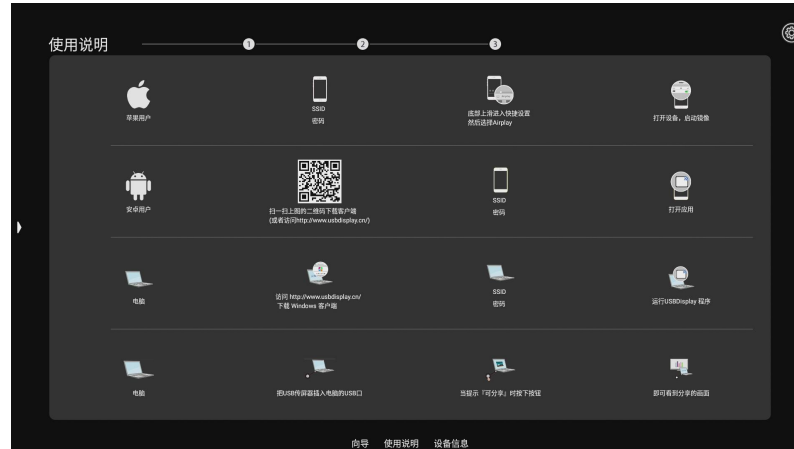 使用说明
1
2
3
苹果用户
SSID
密码
底部上滑进入快捷设置
然后选择Airplay
打开设备，启动镜像
安卓用户
扫一扫上图的二维码下载客户端
(或者访问http://www.usbdisplay.cn/)
SSID
密码
打开应用
电脑
访问 http://www.usbdisplay.cn/
下载 Windows 客户端
SSID
密码
运行USBDisplay 程序
电脑
把USB传屏器插入电脑的USB口
当提示「可分享」时按下按钮
即可看到分享的画面
向导
使用说明
设备信息